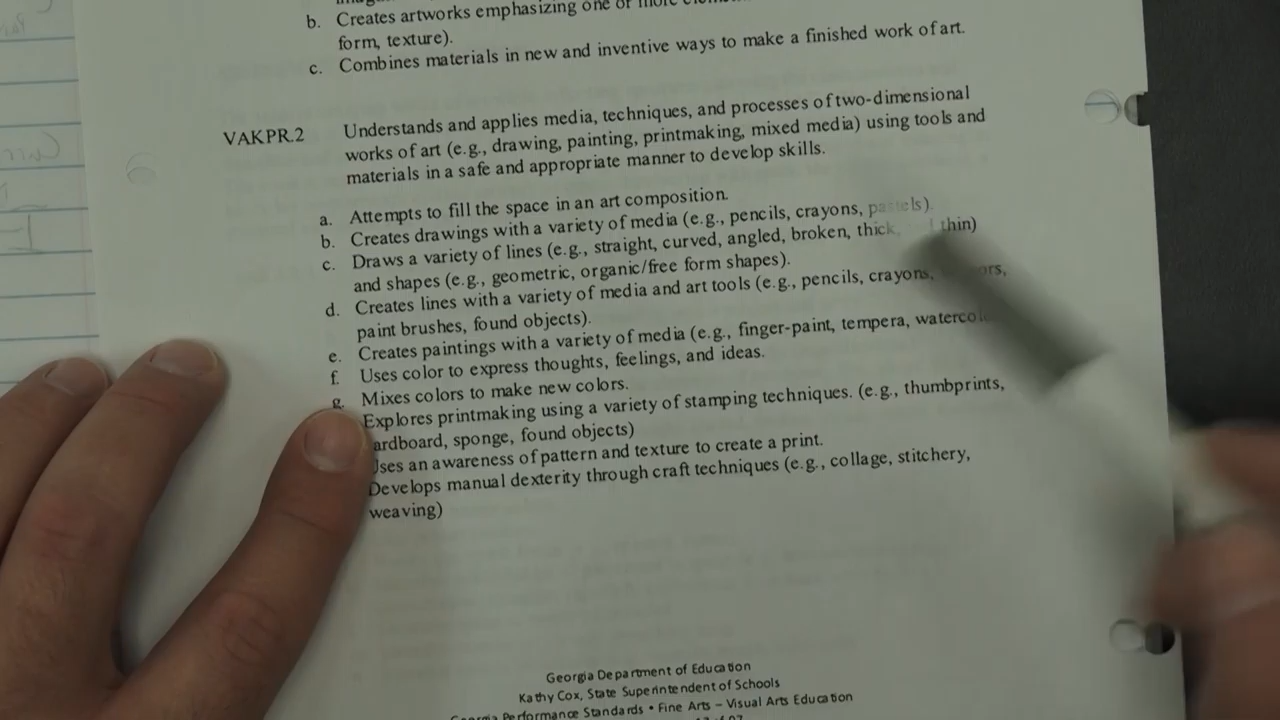 b. Creates artworks emphasizing one or more
form, texture).
c. Combines materials in new and inventive ways to make a finished work of art.
VAKPR.2 Understands and applies media, techniques, and processes of two-dimensional
works of art (e.g., drawing, painting, printmaking, mixed media) using tools and
materials in a safe and appropriate manner to develop skills.
a. Attempts to fill the space in an art composition.
b. Creates drawings with a variety of media (e.g., pencils, crayons, pastels).
c. Draws a variety of lines (e.g., straight, curved, angled, broken, thick, thin)
and shapes (e.g., geometric, organic/free form shapes).
d. Creates lines with a variety of media and art tools (e.g., pencils, crayons,
paint brushes, found objects).
e. Creates paintings with a variety of media (e.g., finger-paint, tempera,
f. Uses color to express thoughts, feelings, and ideas.
g. Mixes colors to make new colors.
Explores printmaking using a variety of stamping techniques. (e.g., thumbprints,
ardboard, sponge, found objects)
Uses an awareness of pattern and texture to create a print.
Develops manual dexterity through craft techniques (e.g., collage, stitchery,
weaving)
Georgia Department of Education
Kathy Cox, State Superintendent of Schools
Georgia Performance Standards • Fine Arts – Visual Arts Education